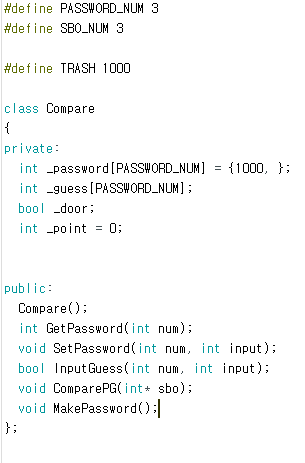 #define PASSWORD_NUM 3
#define SBO_NUM 3
#define TRASH 1000
class Compare
{
private:
int _password[PASSWORD_NUM] = {1000, };
int _guess[PASSWORD_NUM];
bool _door;
int _point = 0;
public:
Compare();
int GetPassword(int num);
void SetPassword(int num, int input);
bool InputGuess(int num, int input);
void ComparePG(int* sbo);
void MakePassword();
};